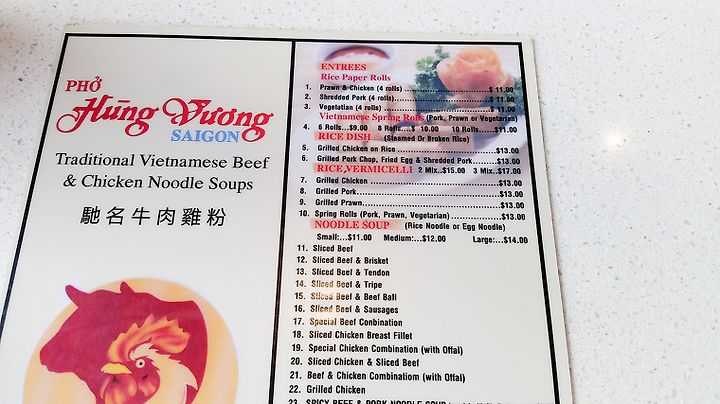 PHỞ
Hùng Vương
SAIGON
Traditional Vietnamese Beef
& Chicken Noodle Soups
馳名牛肉雞粉
ENTREES
Rice Paper Rolls
1. Prawn & Chicken (4 rolls)..................$ 11.00
2. Shredded Pork (4 rolls)..................$ 11.00
3. Vegetatian (4 rolls)..................$ 11.00
Vietnamese Spring Rolls (Pork, Prawn or Vegetarian)
4. 6 Rolls...$9.00 8 Rolls...$ 10.00 10 Rolls...$11.00
RICE DISH (Steamed Or Broken Rice)
5. Grilled Chicken on Rice..................$13.00
6. Grilled Pork Chop, Fried Egg & Shredded Pork.......$13.00
RICE,VERMICELLI 2 Mix..$15.00 3 Mix..$17.00
7. Grilled Chicken..................$13.00
8. Grilled Pork..................$13.00
9. Grilled Prawn..................$13.00
10. Spring Rolls (Pork, Prawn, Vegetarian)..................$13.00
NOODLE SOUP (Rice Noodle or Egg Noodle)
Small:...$11.00 Medium:...$12.00 Large:...$14.00
11. Sliced Beef
12. Sliced Beef & Brisket
13. Sliced Beef & Tendon
14. Sliced Beef & Tripe
15. Sliced Beef & Beef Ball
16. Sliced Beef & Sausages
17. Special Beef Combination
18. Sliced Chicken Breast Fillet
19. Special Chicken Combination (with Offal)
20. Sliced Chicken & Sliced Beef
21. Beef & Chicken Combinatiom (with Offal)
22. Grilled Chicken
23. SPICY BEEF & PORK NOODLE SOUP